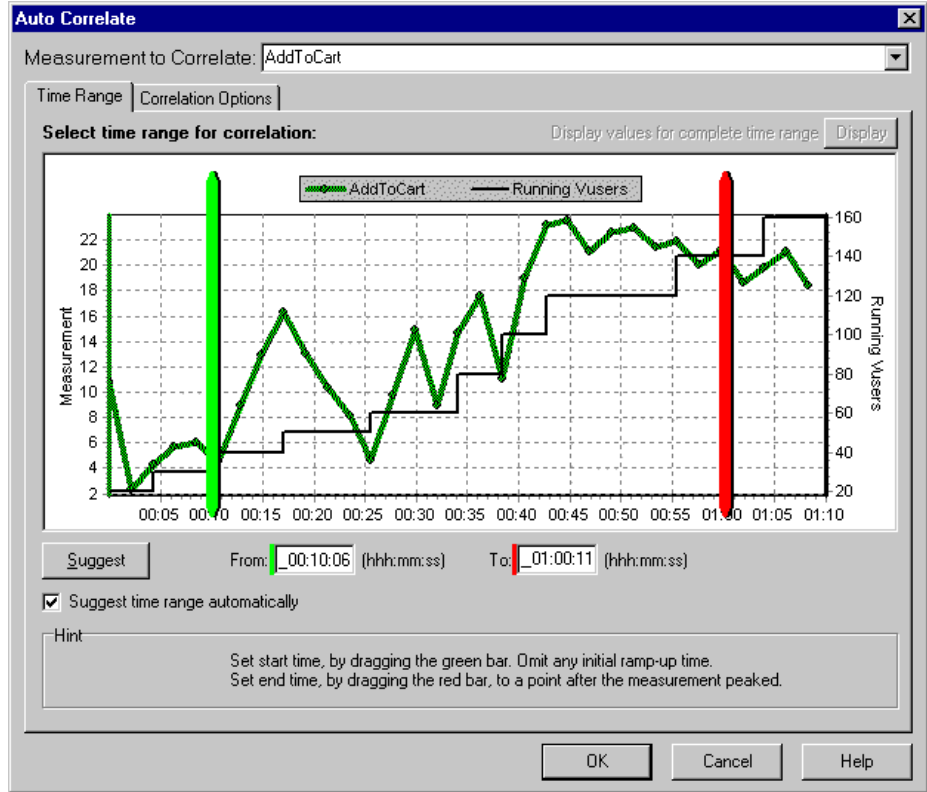 Auto Correlate
Measurement to Correlate: AddToCart
Time Range Correlation Options
Select time range for correlation: Display values for complete time range Display
AddToCart Running Vusers
22
20
18
16
14
12
10
8
6
4
2
Measurement
160
140
120
100
80
60
40
20
Running Vusers
00:05 00:10 00:15 00:20 00:25 00:30 00:35 00:40 00:45 00:50 00:55 01:00 01:05 01:10
Suggest From: _00:10:06 (hhh:mm:ss) To: _01:00:11 (hhh:mm:ss)
Suggest time range automatically
Hint
Set start time, by dragging the green bar. Omit any initial ramp-up time.
Set end time, by dragging the red bar, to a point after the measurement peaked.
OK Cancel Help